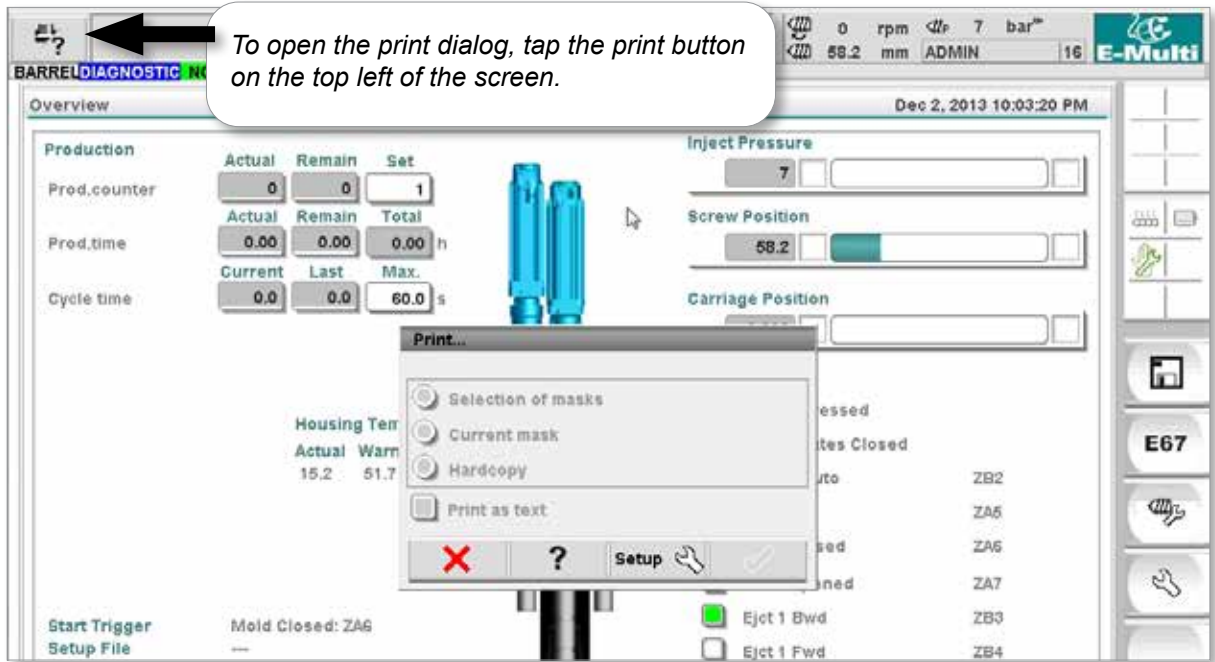 ?
To open the print dialog, tap the print button
on the top left of the screen.
0 rpm 7 bar
58.2 mm ADMIN 16
E-Multi
BARREL DIAGNOSTIC
Overview
Dec 2, 2013 10:03:20 PM
Production
Actual Remain Set
Prod.counter 0 0 1
Actual Remain Total
Prod.time 0.00 0.00 0.00 h
Current Last Max.
Cycle time 0.0 0.0 60.0 s
Inject Pressure
7
Screw Position
58.2
Carriage Position
Print...
Selection of masks
Current mask
Hardcopy
Print as text
? Setup
Housing
Actual
15.2 51.7
Closed
ZB2
ZA5
ZA6
ZA7
Ejct 1 Bwd ZB3
Ejct 1 Fwd ZB4
Start Trigger Mold Closed: ZA6
Setup File ---
E67